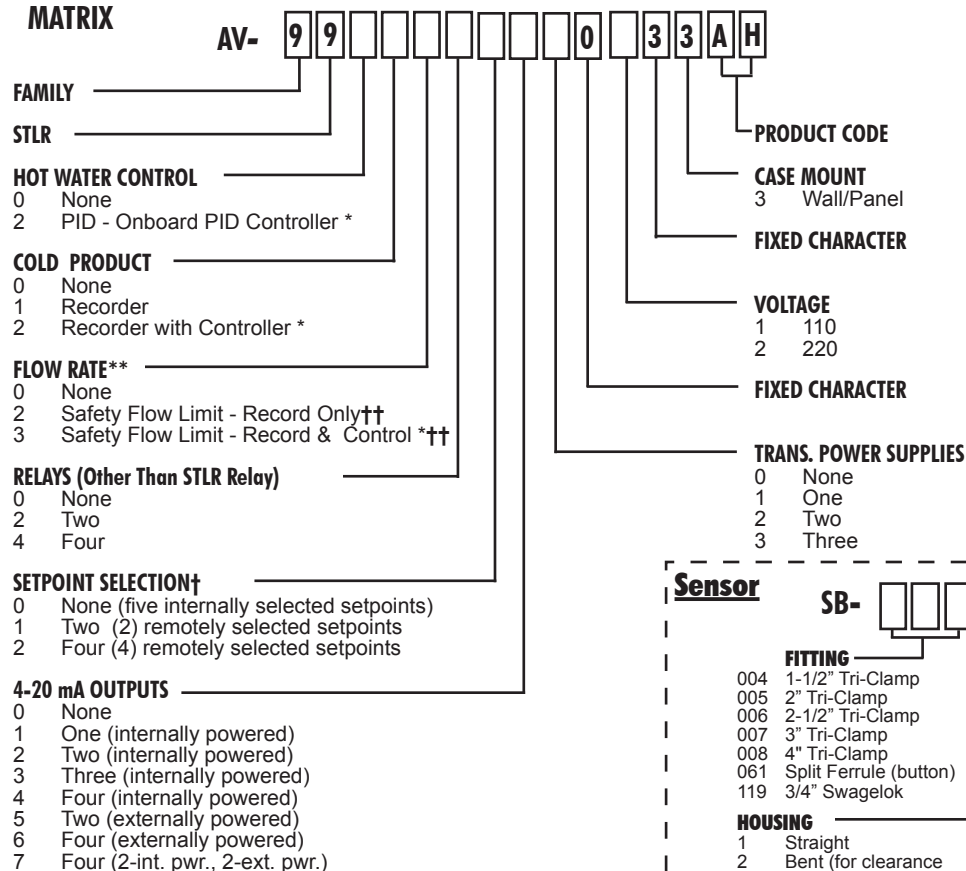 MATRIX
AV- 9 9 0 3 3 A H
FAMILY
STLR
HOT WATER CONTROL
0 None
2 PID - Onboard PID Controller *
COLD PRODUCT
0 None
1 Recorder
2 Recorder with Controller *
FLOW RATE**
0 None
2 Safety Flow Limit - Record Only††
3 Safety Flow Limit - Record & Control *††
RELAYS (Other Than STLR Relay)
0 None
2 Two
4 Four
SETPOINT SELECTION†
0 None (five internally selected setpoints)
1 Two (2) remotely selected setpoints
2 Four (4) remotely selected setpoints
4-20 mA OUTPUTS
0 None
1 One (internally powered)
2 Two (internally powered)
3 Three (internally powered)
4 Four (internally powered)
5 Two (externally powered)
6 Four (externally powered)
7 Four (2-int. pwr., 2-ext. pwr.)
PRODUCT CODE
CASE MOUNT
3 Wall/Panel
FIXED CHARACTER
VOLTAGE
1 110
2 220
FIXED CHARACTER
TRANS. POWER SUPPLIES
0 None
1 One
2 Two
3 Three
Sensor
SB-
FITTING
004 1-1/2” Tri-Clamp
005 2” Tri-Clamp
006 2-1/2” Tri-Clamp
007 3” Tri-Clamp
008 4" Tri-Clamp
061 Split Ferrule (button)
119 3/4” Swagelok
HOUSING
1 Straight
2 Bent (for clearance